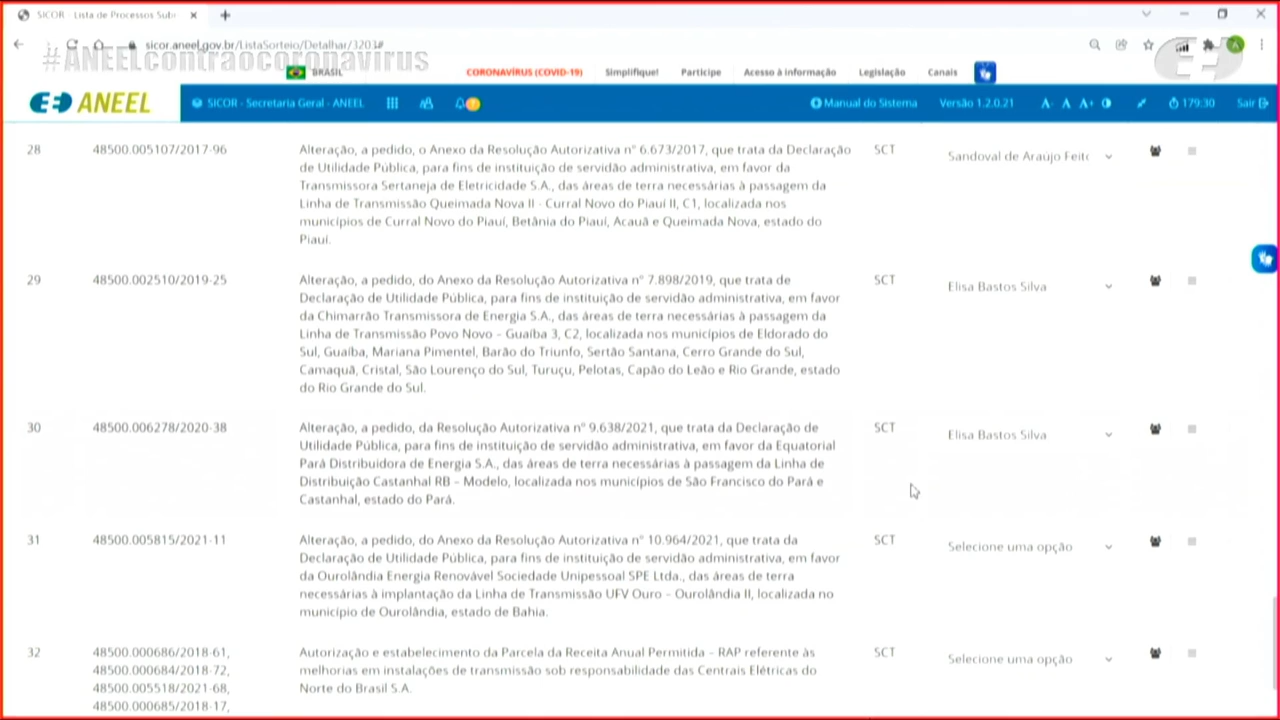 SICOR - Lista de Processos Sub
sicor.aneel.gov.br/ListaSorteio/Detalhar/3203#
#ANEELcontraocoronavírus
A
BRASIL
CORONAVÍRUS (COVID-19) Simplifique! Participe Acesso à informação Legislação Canais
ANEEL
SICOR - Secretaria Geral - ANEEL
Manual do Sistema Versão 1.2.0.21 A- A A+ 179:30 Sair
28 48500.005107/2017-96 Alteração, a pedido, o Anexo da Resolução Autorizativa nº 6.673/2017, que trata da Declaração SCT Sandoval de Araújo Feito
de Utilidade Pública, para fins de instituição de servidão administrativa, em favor da
Transmissora Sertaneja de Eletricidade S.A., das áreas de terra necessárias à passagem da
Linha de Transmissão Queimada Nova II - Curral Novo do Piauí II, C1, localizada nos
municípios de Curral Novo do Piauí, Betânia do Piauí, Acauã e Queimada Nova, estado do
Piauí.
29 48500.002510/2019-25 Alteração, a pedido, do Anexo da Resolução Autorizativa nº 7.898/2019, que trata de SCT Elisa Bastos Silva
Declaração de Utilidade Pública, para fins de instituição de servidão administrativa, em favor
da Chimarrão Transmissora de Energia S.A., das áreas de terra necessárias à passagem da
Linha de Transmissão Povo Novo – Guaíba 3, C2, localizada nos municípios de Eldorado do
Sul, Guaíba, Mariana Pimentel, Barão do Triunfo, Sertão Santana, Cerro Grande do Sul,
Camaquã, Cristal, São Lourenço do Sul, Turuçu, Pelotas, Capão do Leão e Rio Grande, estado
do Rio Grande do Sul.
30 48500.006278/2020-38 Alteração, a pedido, da Resolução Autorizativa nº 9.638/2021, que trata da Declaração de SCT Elisa Bastos Silva
Utilidade Pública, para fins de instituição de servidão administrativa, em favor da Equatorial
Pará Distribuidora de Energia S.A., das áreas de terra necessárias à passagem da Linha de
Distribuição Castanhal RB – Modelo, localizada nos municípios de São Francisco do Pará e
Castanhal, estado do Pará.
31 48500.005815/2021-11 Alteração, a pedido, do Anexo da Resolução Autorizativa nº 10.964/2021, que trata da SCT Selecione uma opção
Declaração de Utilidade Pública, para fins de instituição de servidão administrativa, em favor
da Ourolândia Energia Renovável Sociedade Unipessoal SPE Ltda., das áreas de terra
necessárias à implantação da Linha de Transmissão UFV Ouro – Ourolândia II, localizada no
município de Ourolândia, estado de Bahia.
32 48500.000686/2018-61, Autorização e estabelecimento da Parcela da Receita Anual Permitida – RAP referente às SCT Selecione uma opção
48500.000684/2018-72, melhorias em instalações de transmissão sob responsabilidade das Centrais Elétricas do
48500.005518/2021-68, Norte do Brasil S.A.
48500.000685/2018-17,